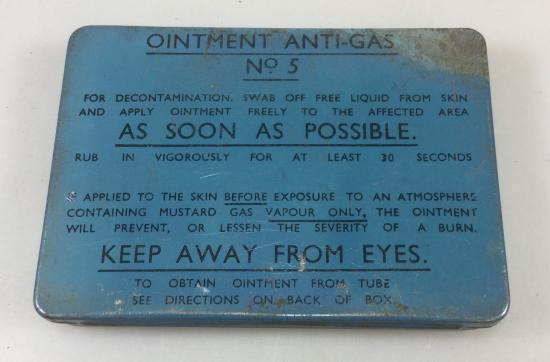 OINTMENT ANTI-GAS
Nº 5
FOR DECONTAMINATION. SWAB OFF FREE LIQUID FROM SKIN
AND APPLY OINTMENT FREELY TO THE AFFECTED AREA
AS SOON AS POSSIBLE.
RUB IN VIGOROUSLY FOR AT LEAST 30 SECONDS
IF APPLIED TO THE SKIN BEFORE EXPOSURE TO AN ATMOSPHERE
CONTAINING MUSTARD GAS VAPOUR ONLY, THE OINTMENT
WILL PREVENT, OR LESSEN THE SEVERITY OF A BURN.
KEEP AWAY FROM EYES.
TO OBTAIN OINTMENT FROM TUBE
SEE DIRECTIONS ON BACK OF BOX.